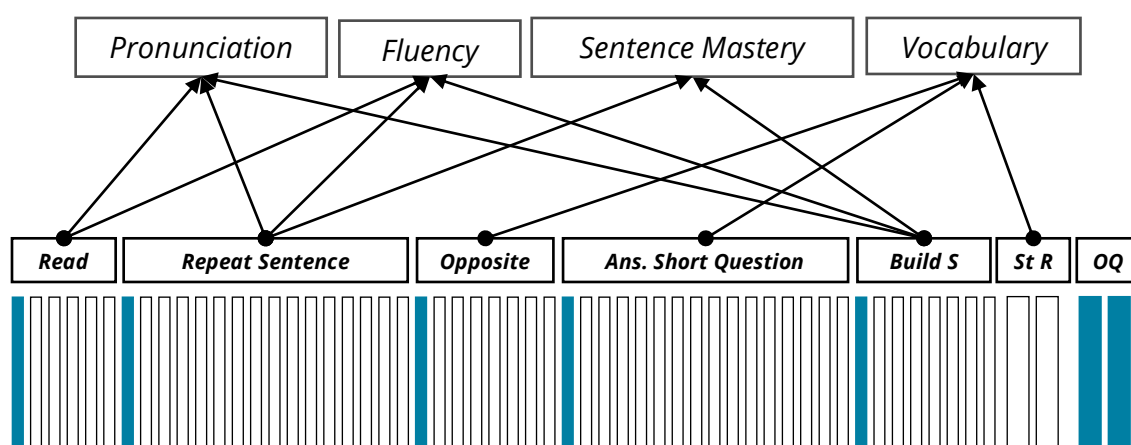 Pronunciation Fluency Sentence Mastery Vocabulary
Read Repeat Sentence Opposite Ans. Short Question Build S St R OQ